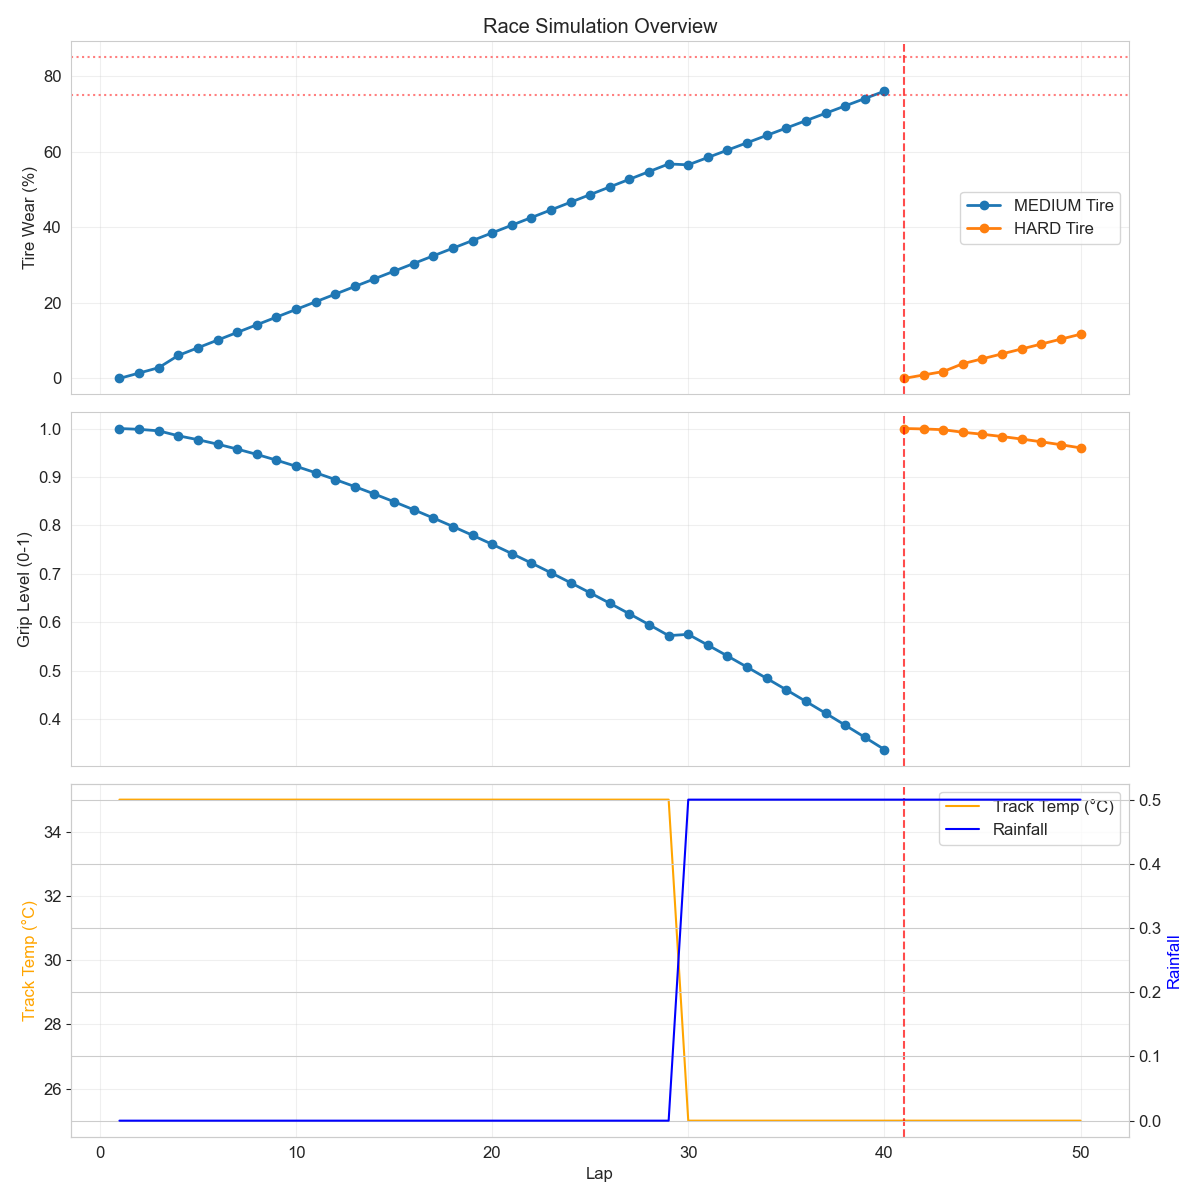 Race Simulation Overview
Tire Wear (%)
80
60
40
20
0
MEDIUM Tire
HARD Tire
Grip Level (0-1)
1.0
0.9
0.8
0.7
0.6
0.5
0.4
Track Temp (°C)
34
32
30
28
26
Track Temp (°C)
Rainfall
0.5
0.4
0.3
0.2
0.1
0.0
Rainfall
0 10 20 30 40 50
Lap